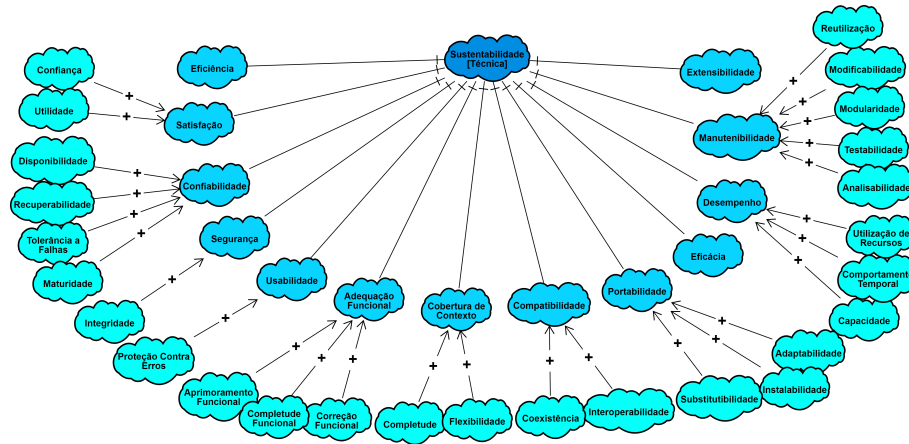 Sustentabilidade
[Técnica]
Eficiência
Extensibilidade
Reutilização
Confiança
Modificabilidade
Utilidade
Modularidade
Satisfação
Manutenibilidade
Testabilidade
Disponibilidade
Confiabilidade
Analisabilidade
Recuperabilidade
Desempenho
Tolerância a
Falhas
Segurança
Utilização de
Recursos
Eficácia
Maturidade
Usabilidade
Comportamento
Temporal
Adequação
Funcional
Cobertura de
Contexto
Compatibilidade
Portabilidade
Integridade
Capacidade
Proteção Contra
Erros
Adaptabilidade
Aprimoramento
Funcional
Instalabilidade
Substitutibilidade
Completude
Funcional
Correção
Funcional
Completude
Flexibilidade
Coexistência
Interoperabilidade